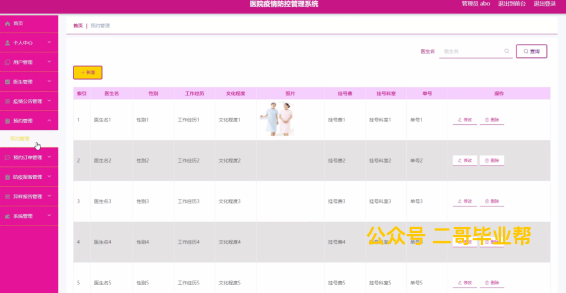 医院疫情防控管理系统
管理员 abo 退出到前台 退出登录
首页
个人中心
用户管理
医生管理
疫情公告管理
预约管理
预约管理
预约订单管理
防疫新闻管理
异样报告管理
系统管理
首页 | 预约管理
医生名 医生名 查询
+ 新增
索引 医生名 性别 工作经历 文化程度 照片 挂号费 挂号科室 单号 操作
1 医生名1 性别1 工作经历1 文化程度1 挂号费1 挂号科室1 单号1 修改 删除
2 医生名2 性别2 工作经历2 文化程度2 挂号费2 挂号科室2 单号2 修改 删除
3 医生名3 性别3 工作经历3 文化程度3 挂号费3 挂号科室3 单号3 修改 删除
4 医生名4 性别4 工作经历4 文化程度4 挂号费4 挂号科室4 单号4 修改 删除
公众号 二哥毕业帮
5 医生名5 性别5 工作经历5 文化程度5 挂号费5 挂号科室5 单号5 修改 删除